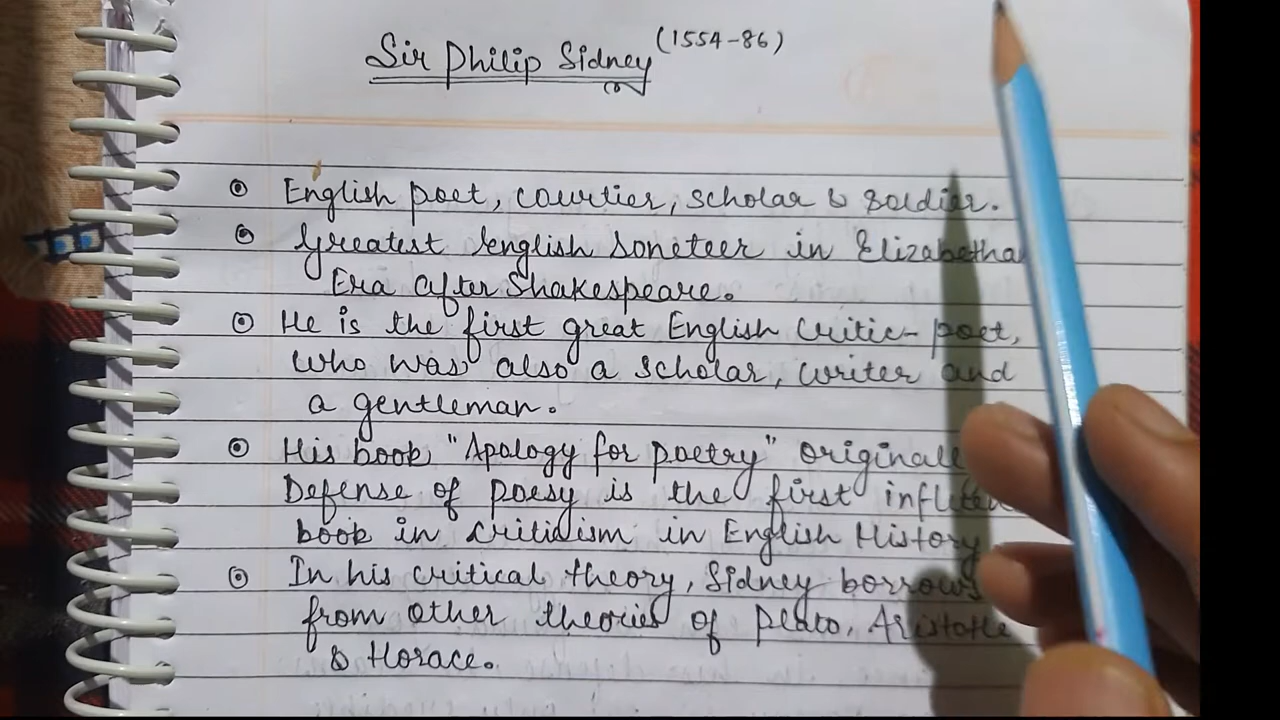 Sir Philip Sidney (1554-86)
English poet, courtier, scholar & soldier.
Greatest english Soneteer in Elizabetha
Era after Shakespeare.
He is the first great English critic-poet,
who was also a scholar, writer and
a gentleman.
His book "Apology for poetry" originall
Defense of poesy is the first influen
book in criticism in English History
In his critical theory, Sidney borrows
from other theories of Plato, Aristotle
& Horace.